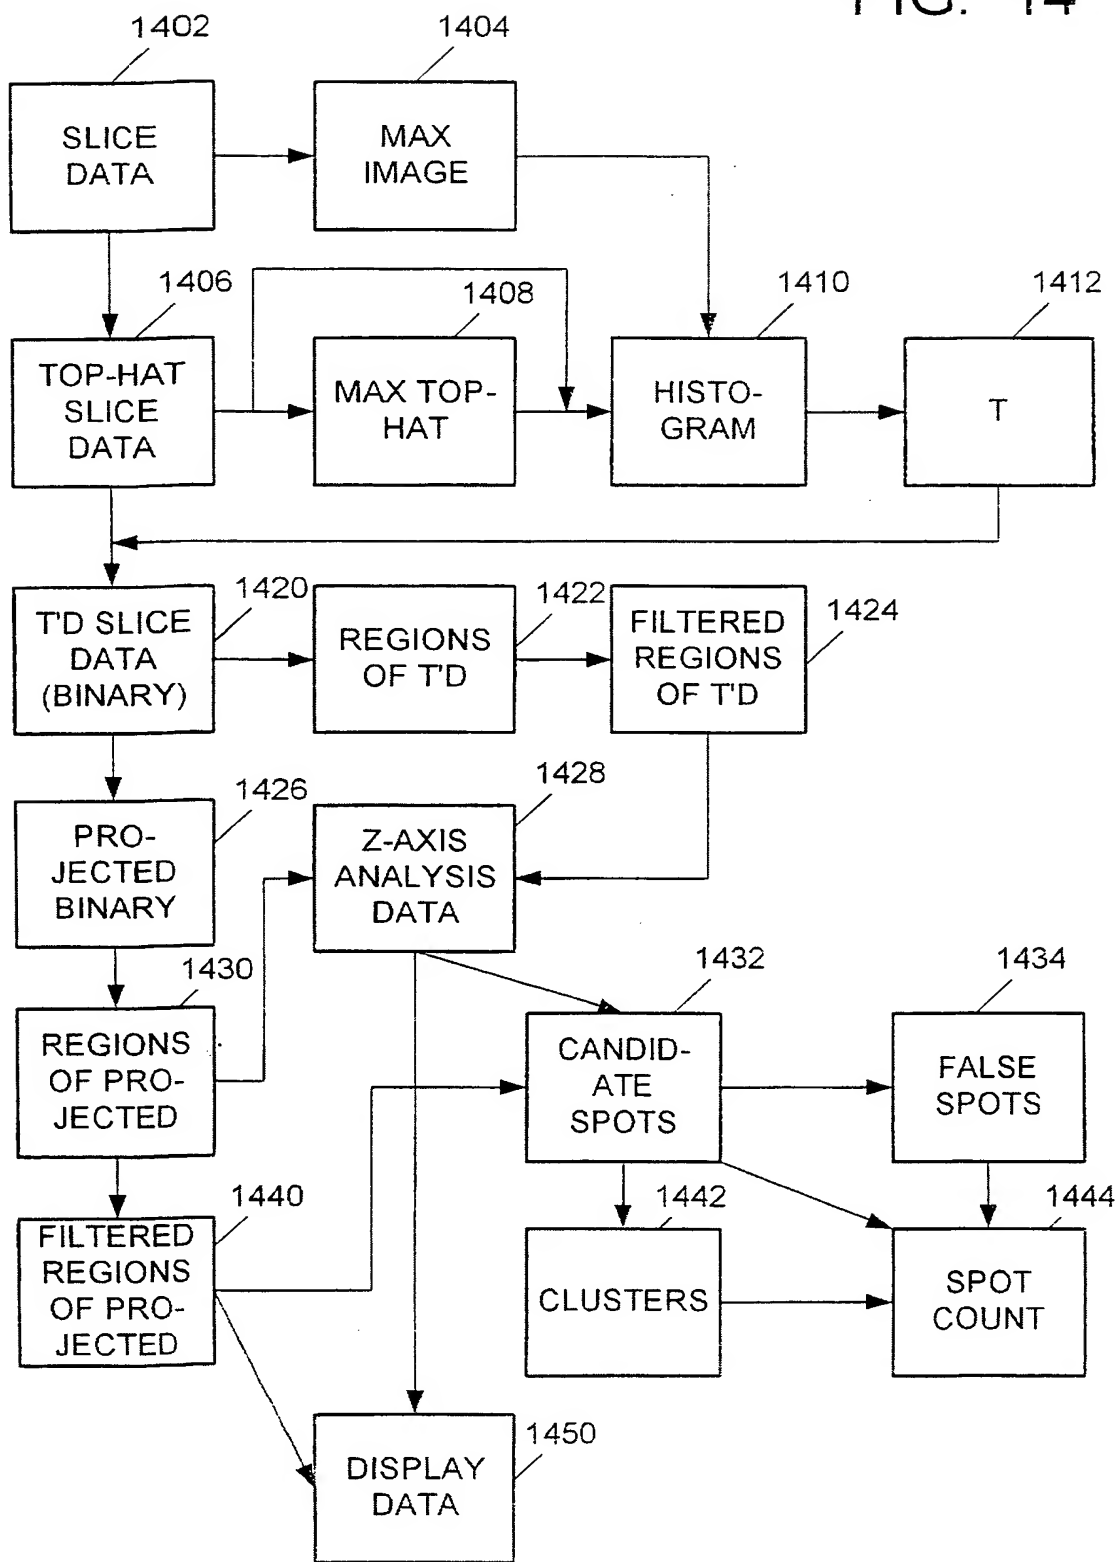 FIG. 14
1402
1404
SLICE
DATA
MAX
IMAGE
1406
1408
1410
1412
TOP-HAT
SLICE
DATA
MAX TOP-
HAT
HISTO-
GRAM
T
1420
1422
1424
T'D SLICE
DATA
(BINARY)
REGIONS
OF T'D
FILTERED
REGIONS
OF T'D
1426
1428
PRO-
JECTED
BINARY
Z-AXIS
ANALYSIS
DATA
1430
1432
1434
REGIONS
OF PRO-
JECTED
CANDID-
ATE
SPOTS
FALSE
SPOTS
1440
1442
1444
FILTERED
REGIONS
OF PRO-
JECTED
CLUSTERS
SPOT
COUNT
1450
DISPLAY
DATA